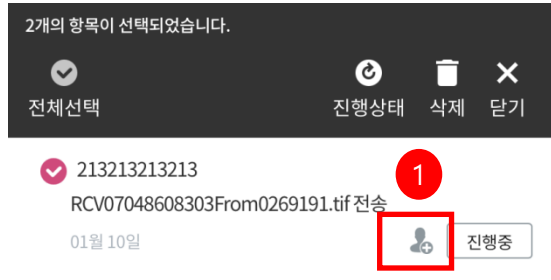 2개의 항목이 선택되었습니다.
전체선택 진행상태 삭제 닫기
213213213213
1
RCV07048608303From0269191.tif 전송
01월 10일 진행중